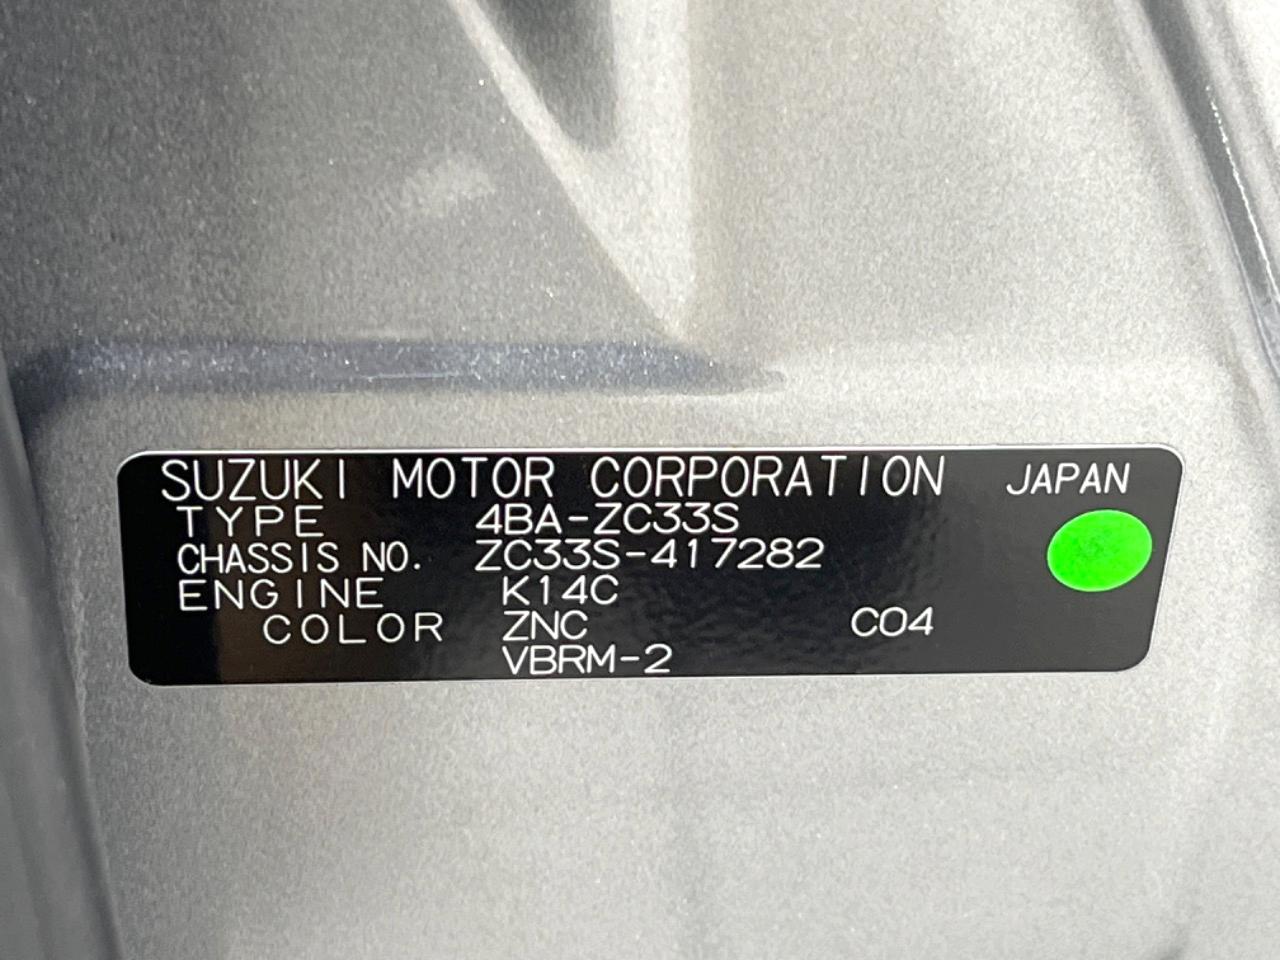 SUZUKI MOTOR CORPORATION JAPAN
TYPE 4BA-ZC33S
CHASSIS NO. ZC33S-417282
ENGINE K14C
COLOR ZNC C04
VBRM-2